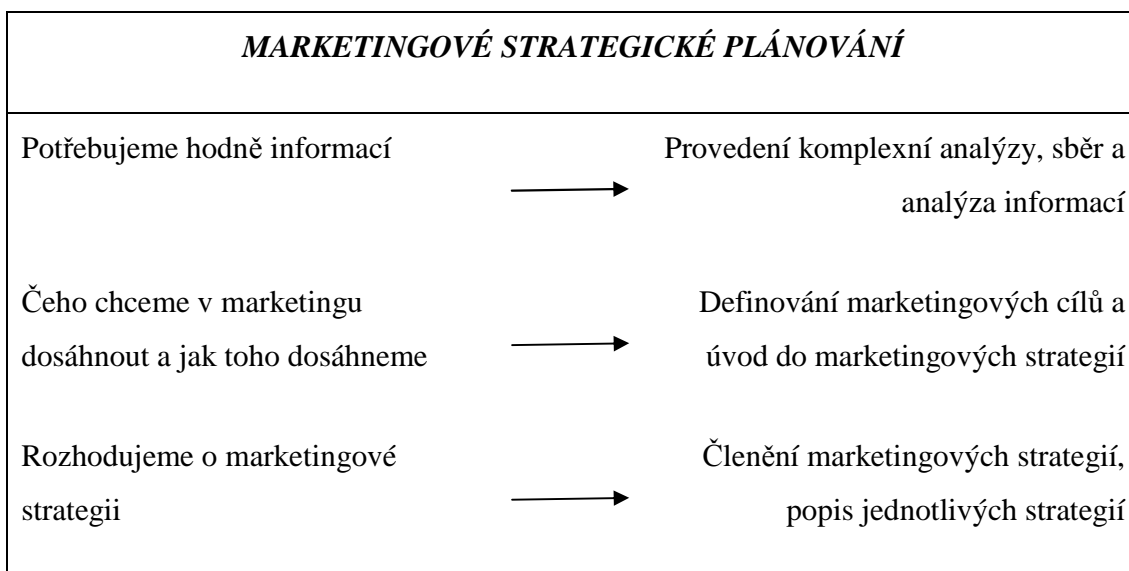 MARKETINGOVÉ STRATEGICKÉ PLÁNOVÁNÍ
Potřebujeme hodně informací
Provedení komplexní analýzy, sběr a
analýza informací
Čeho chceme v marketingu
dosáhnout a jak toho dosáhneme
Definování marketingových cílů a
úvod do marketingových strategií
Rozhodujeme o marketingové
strategii
Členění marketingových strategií,
popis jednotlivých strategií